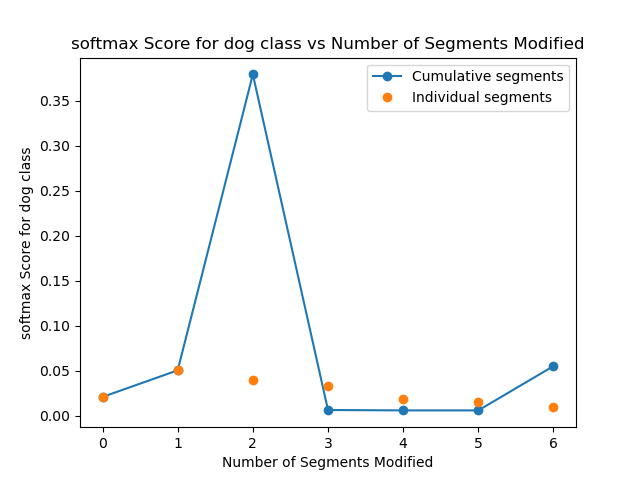 softmax Score for dog class vs Number of Segments Modified
Cumulative segments
Individual segments
softmax Score for dog class
0.35
0.30
0.25
0.20
0.15
0.10
0.05
0.00
0 1 2 3 4 5 6
Number of Segments Modified